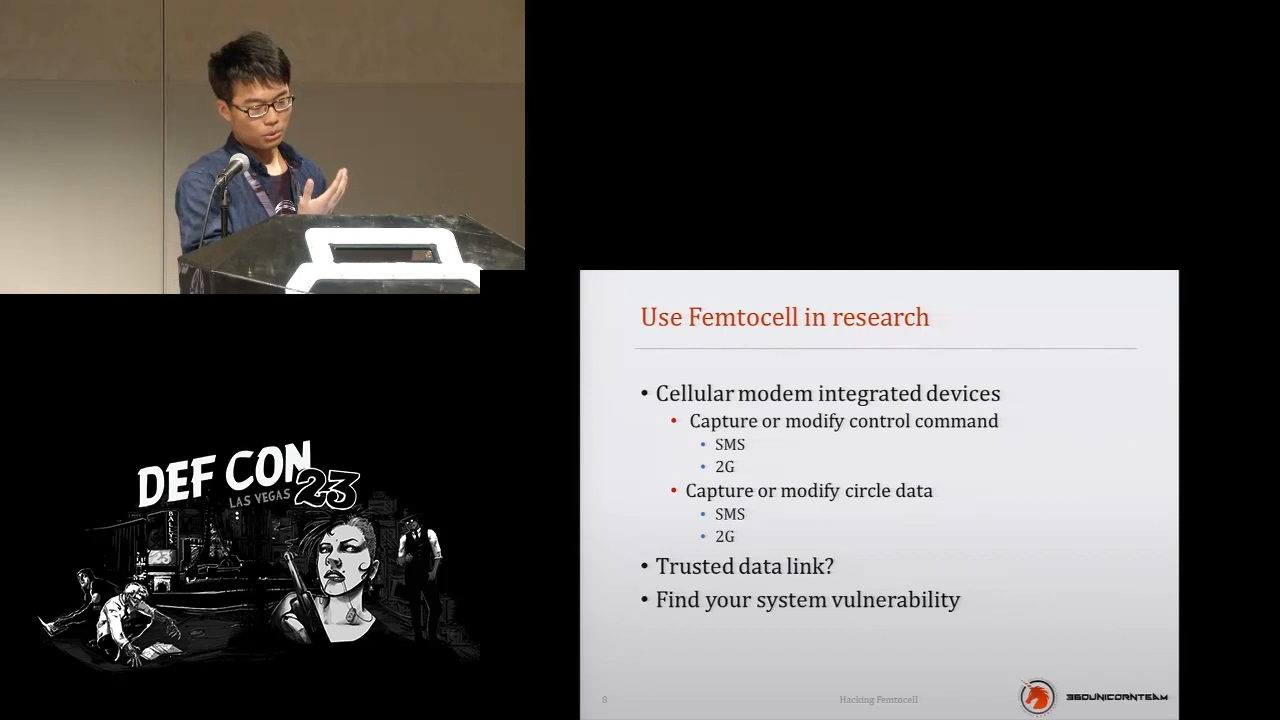 Use Femtocell in research
• Cellular modem integrated devices
• Capture or modify control command
• SMS
• 2G
• Capture or modify circle data
• SMS
• 2G
• Trusted data link?
• Find your system vulnerability
8
Hacking Femtocell
360UNICORNTEAM
DEF CON
LAS VEGAS 23
BALLYS